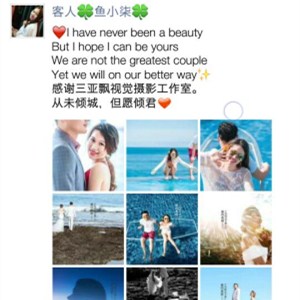 客人🍀鱼小柒🍀
❤️I have never been a beauty
But I hope I can be yours
We are not the greatest couple
Yet we will on our better way✨
感谢三亚飘视觉摄影工作室。
从未倾城，但愿倾君❤️